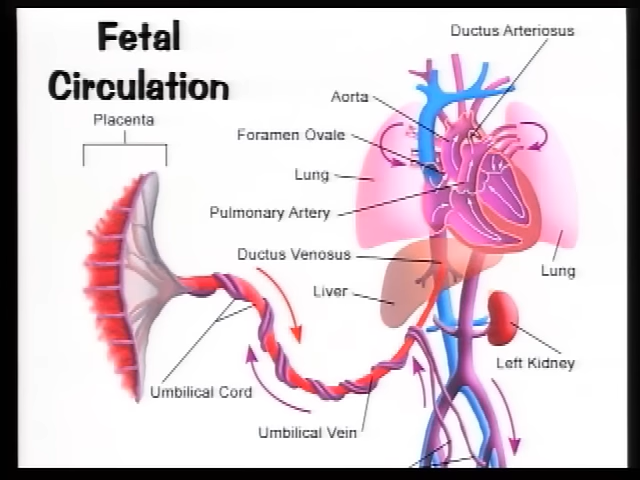 Fetal
Circulation
Ductus Arteriosus
Aorta
Placenta
Foramen Ovale
Lung
Pulmonary Artery
Ductus Venosus
Lung
Liver
Left Kidney
Umbilical Cord
Umbilical Vein